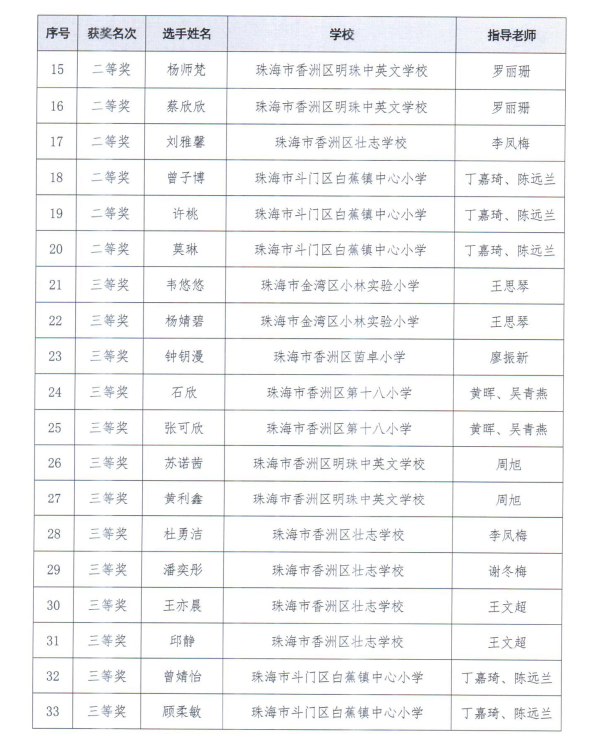 序号 获奖名次 选手姓名 学校 指导老师
15 二等奖 杨师梵 珠海市香洲区明珠中英文学校 罗丽珊
16 二等奖 蔡欣欣 珠海市香洲区明珠中英文学校 罗丽珊
17 二等奖 刘雅馨 珠海市香洲区壮志学校 李凤梅
18 二等奖 曾子博 珠海市斗门区白蕉镇中心小学 丁嘉琦、陈远兰
19 二等奖 许桃 珠海市斗门区白蕉镇中心小学 丁嘉琦、陈远兰
20 二等奖 莫琳 珠海市斗门区白蕉镇中心小学 丁嘉琦、陈远兰
21 三等奖 韦悠悠 珠海市金湾区小林实验小学 王思琴
22 三等奖 杨婧碧 珠海市金湾区小林实验小学 王思琴
23 三等奖 钟钥漫 珠海市香洲区茵卓小学 廖振新
24 三等奖 石欣 珠海市香洲区第十八小学 黄晖、吴青燕
25 三等奖 张可欣 珠海市香洲区第十八小学 黄晖、吴青燕
26 三等奖 苏诺茜 珠海市香洲区明珠中英文学校 周旭
27 三等奖 黄利鑫 珠海市香洲区明珠中英文学校 周旭
28 三等奖 杜勇洁 珠海市香洲区壮志学校 李凤梅
29 三等奖 潘奕彤 珠海市香洲区壮志学校 谢冬梅
30 三等奖 王亦晨 珠海市香洲区壮志学校 王文超
31 三等奖 邱静 珠海市香洲区壮志学校 王文超
32 三等奖 曾婧怡 珠海市斗门区白蕉镇中心小学 丁嘉琦、陈远兰
33 三等奖 顾柔敏 珠海市斗门区白蕉镇中心小学 丁嘉琦、陈远兰